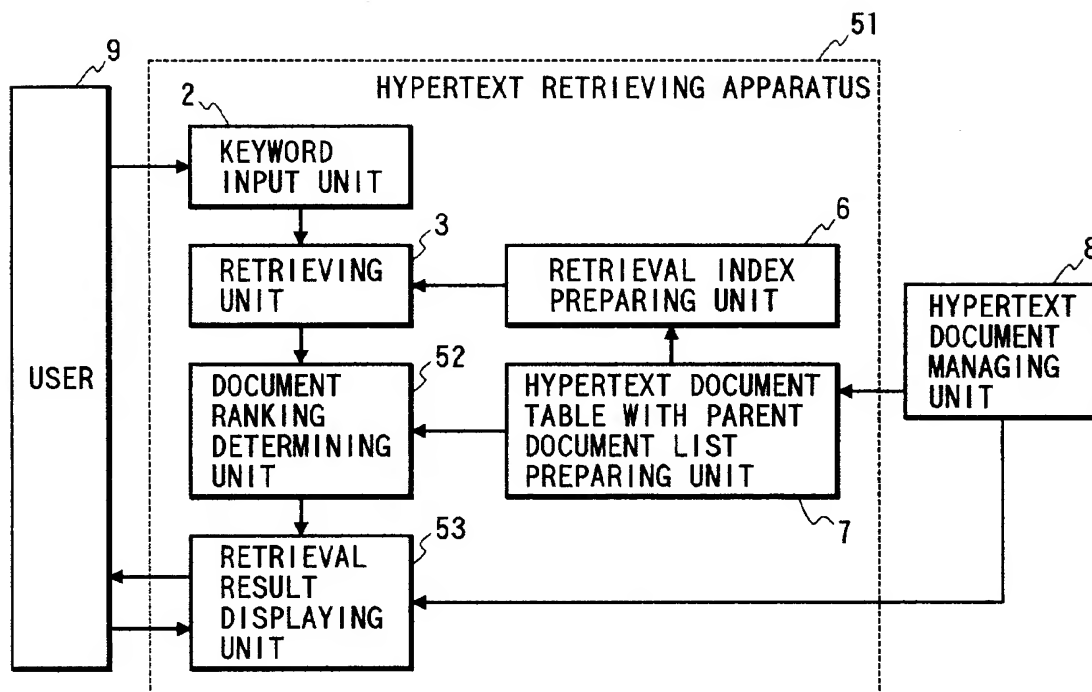 51
9
HYPERTEXT RETRIEVING APPARATUS
2
KEYWORD
INPUT UNIT
3
RETRIEVING
UNIT
6
RETRIEVAL INDEX
PREPARING UNIT
8
HYPERTEXT
DOCUMENT
MANAGING
UNIT
USER
52
DOCUMENT
RANKING
DETERMINING
UNIT
HYPERTEXT DOCUMENT
TABLE WITH PARENT
DOCUMENT LIST
PREPARING UNIT
7
53
RETRIEVAL
RESULT
DISPLAYING
UNIT